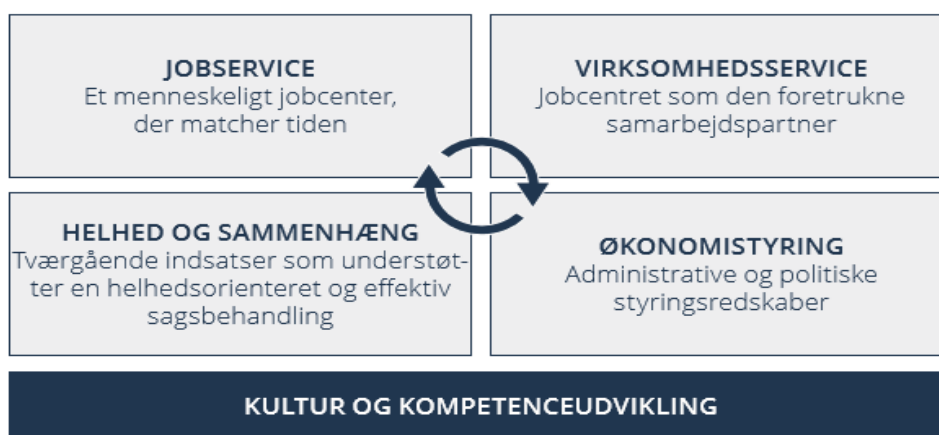 JOBSERVICE
Et menneskeligt jobcenter,
der matcher tiden
VIRKSOMHEDSSERVICE
Jobcentret som den foretrukne
samarbejdspartner
HELHED OG SAMMENHÆNG
Tværgående indsatser som understøt-
ter en helhedsorienteret og effektiv
sagsbehandling
ØKONOMISTYRING
Administrative og politiske
styringsredskaber
KULTUR OG KOMPETENCEUDVIKLING